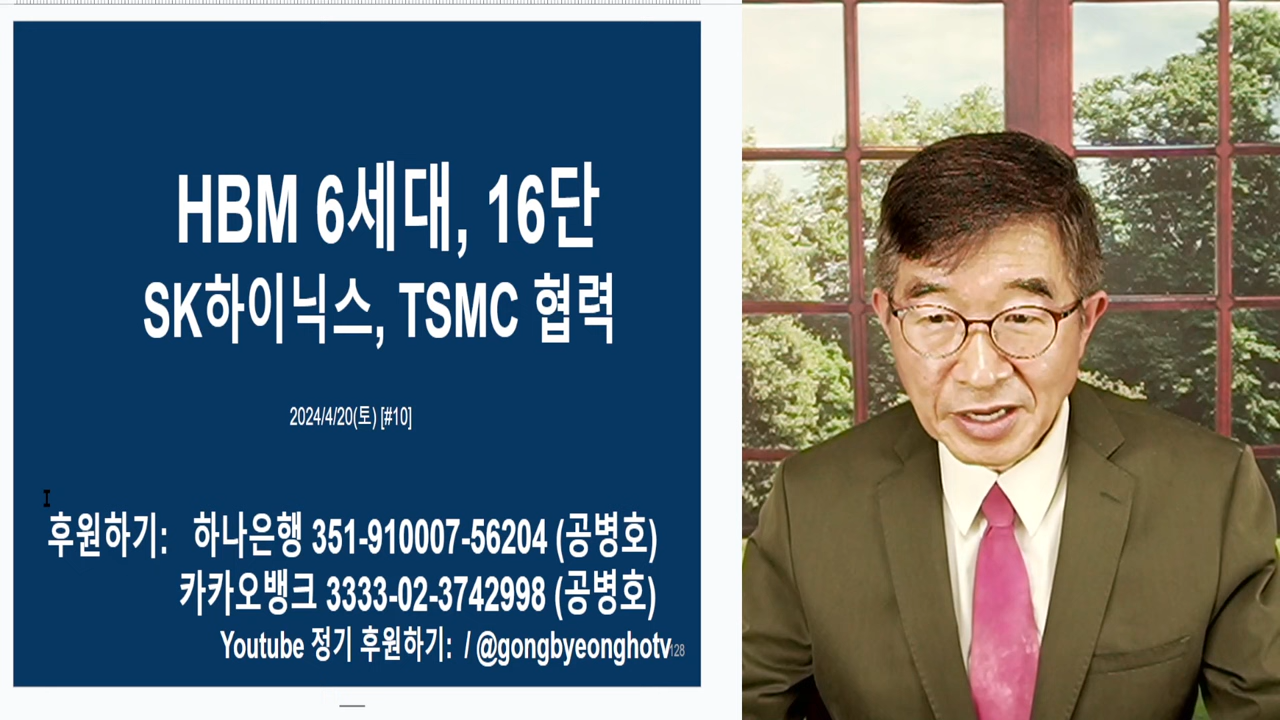 HBM 6세대, 16단
SK하이닉스, TSMC 협력
2024/4/20(토) [#10]
후원하기: 하나은행 351-910007-56204 (공병호)
카카오뱅크 3333-02-3742998 (공병호)
Youtube 정기 후원하기: / @gongbyeonghotv
128